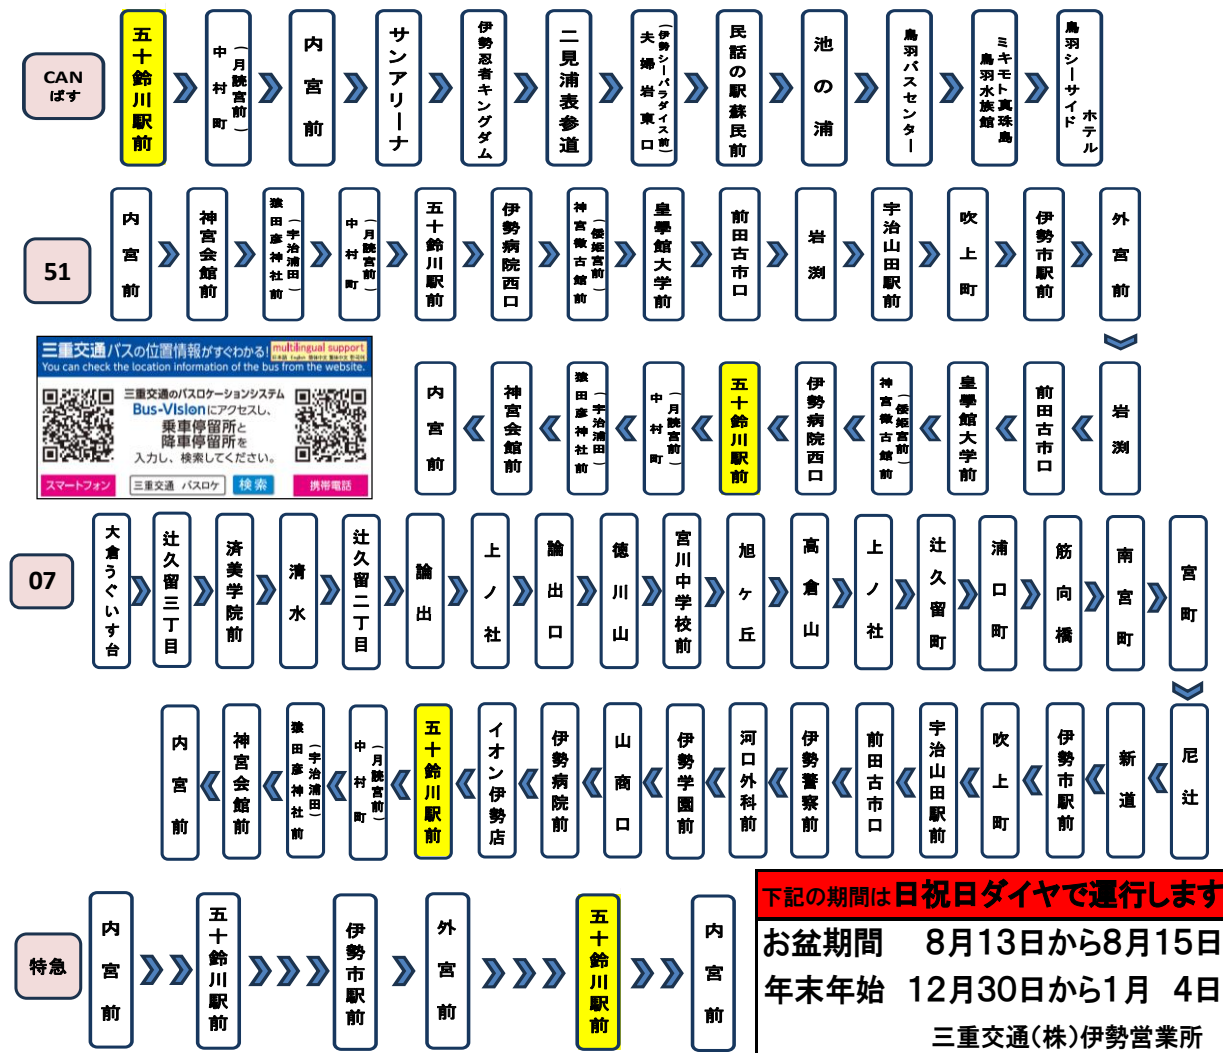 CAN
ばす
五十鈴川駅前
中村町
(月読宮前)
内宮前
サンアリーナ
伊勢忍者キングダム
二見浦表参道
夫婦岩東口
(伊勢シーパラダイス前)
民話の駅蘇民前
池の浦
鳥羽バスセンター
ミキモト真珠島
鳥羽水族館
鳥羽シーサイド
ホテル
51
内宮前
神宮会館前
猿田彦神社前
(宇治浦田)
中村町
(月読宮前)
五十鈴川駅前
伊勢病院西口
神宮徴古館前
(倭姫宮前)
皇學館大学前
前田古市口
岩渕
宇治山田駅前
吹上町
伊勢市駅前
外宮前
岩渕
前田古市口
皇學館大学前
神宮徴古館前
(倭姫宮前)
伊勢病院西口
五十鈴川駅前
中村町
(月読宮前)
猿田彦神社前
(宇治浦田)
神宮会館前
内宮前
三重交通バスの位置情報がすぐわかる!
multilingual support
日本語 English 簡体中文 繁体中文 한국어
You can check the location information of the bus from the website.
三重交通のバスロケーションシステム
Bus-Visionにアクセスし、
乗車停留所と
降車停留所を
入力し、検索してください。
スマートフォン
三重交通 バスロケ
検索
携帯電話
07
大倉うぐいす台
辻久留三丁目
済美学院前
清水
辻久留二丁目
論出
上ノ社
論出口
徳川山
宮川中学校前
旭ヶ丘
高倉山
上ノ社
辻久留町
浦口町
筋向橋
南宮町
宮町
尼辻
新道
伊勢市駅前
吹上町
宇治山田駅前
前田古市口
伊勢警察前
河口外科前
伊勢学園前
山商口
伊勢病院前
イオン伊勢店
五十鈴川駅前
中村町
(月読宮前)
猿田彦神社前
(宇治浦田)
神宮会館前
内宮前
特急
内宮前
五十鈴川駅前
伊勢市駅前
外宮前
五十鈴川駅前
内宮前
下記の期間は日祝日ダイヤで運行します
お盆期間 8月13日から8月15日
年末年始 12月30日から1月 4日
三重交通(株)伊勢営業所